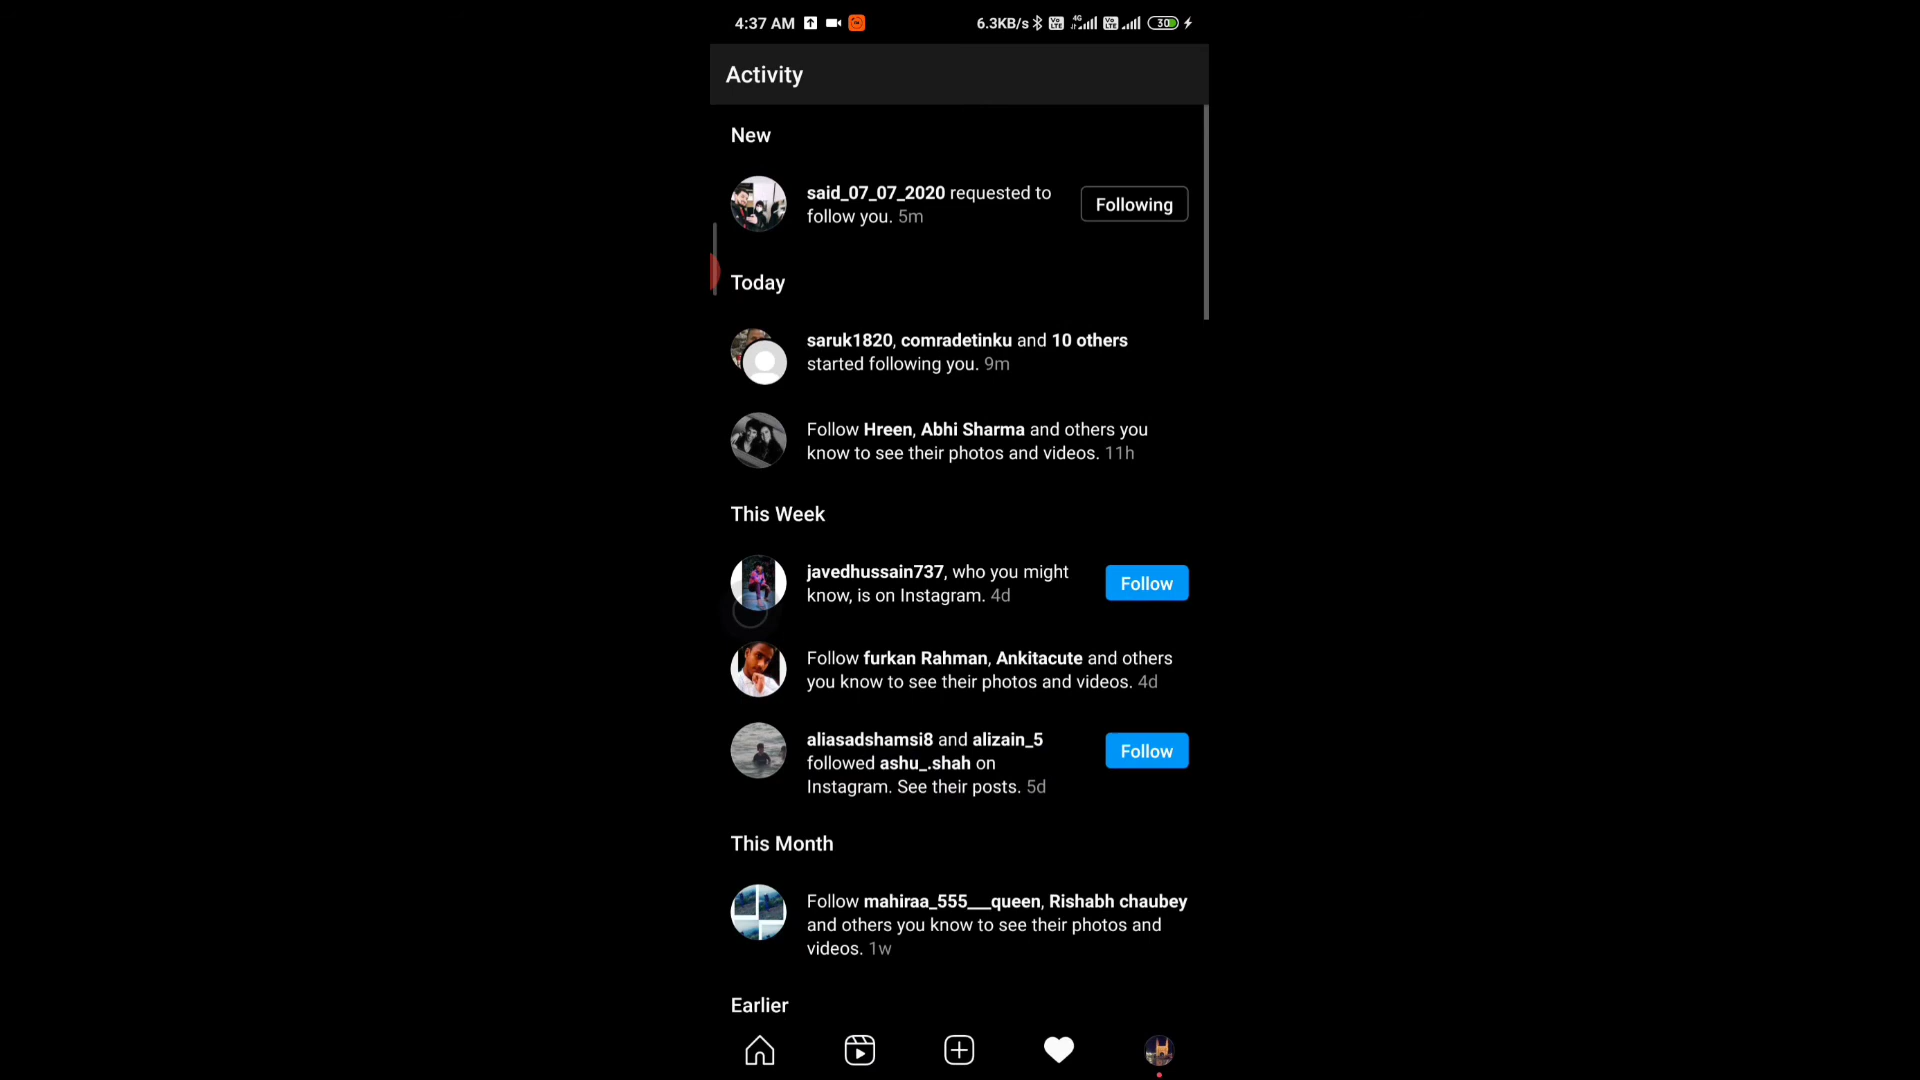 4:37 AM 6.3KB/s 4G 30
Activity
New
said_07_07_2020 requested to
follow you. 5m
Following
Today
saruk1820, comradetinku and 10 others
started following you. 9m
Follow Hreen, Abhi Sharma and others you
know to see their photos and videos. 11h
This Week
javedhussain737, who you might
know, is on Instagram. 4d
Follow
Follow furkan Rahman, Ankitacute and others
you know to see their photos and videos. 4d
aliasadshamsi8 and alizain_5
followed ashu_.shah on
Instagram. See their posts. 5d
Follow
This Month
Follow mahiraa_555___queen, Rishabh chaubey
and others you know to see their photos and
videos. 1w
Earlier